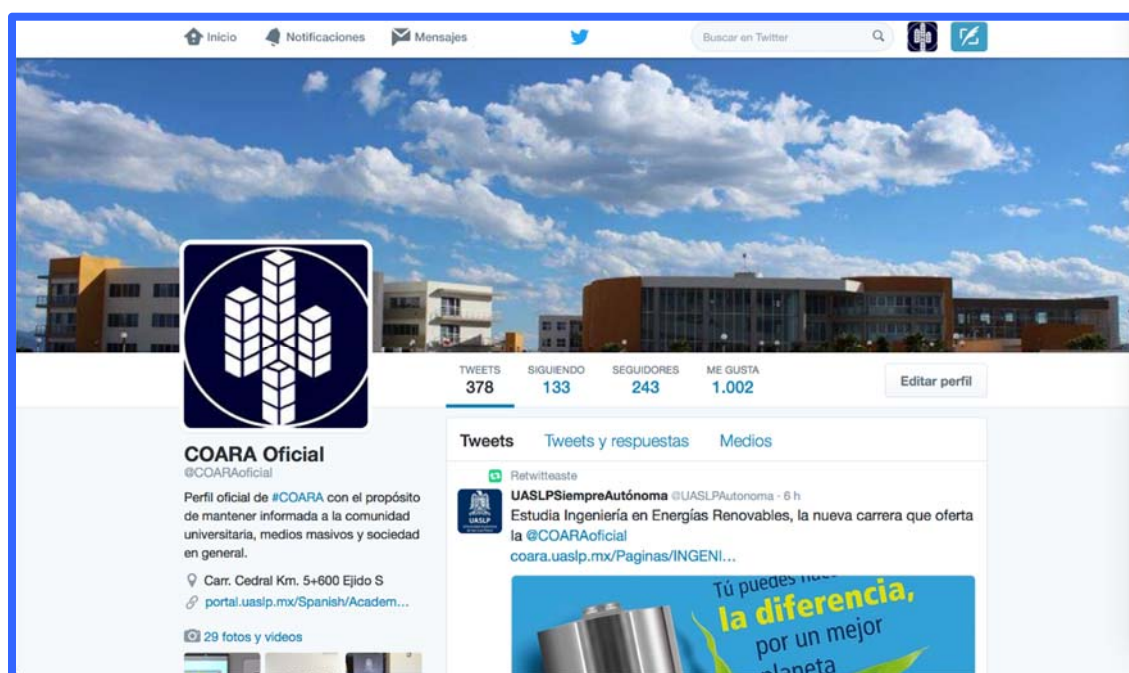 Inicio Notificaciones Mensajes Buscar en Twitter
TWEETS SIGUIENDO SEGUIDORES ME GUSTA
378 133 243 1.002
Editar perfil
COARA Oficial
@COARAoficial
Perfil oficial de #COARA con el propósito
de mantener informada a la comunidad
universitaria, medios masivos y sociedad
en general.
Carr. Cedral Km. 5+600 Ejido S
portal.uaslp.mx/Spanish/Academ...
29 fotos y videos
Tweets Tweets y respuestas Medios
Retwitteaste
UASLPSiempreAutónoma @UASLPAutonoma · 6 h
Estudia Ingeniería en Energías Renovables, la nueva carrera que oferta
la @COARAoficial
coara.uaslp.mx/Paginas/INGENI...
UASLP
Tú puedes
la diferencia,
por un mejor
planeta